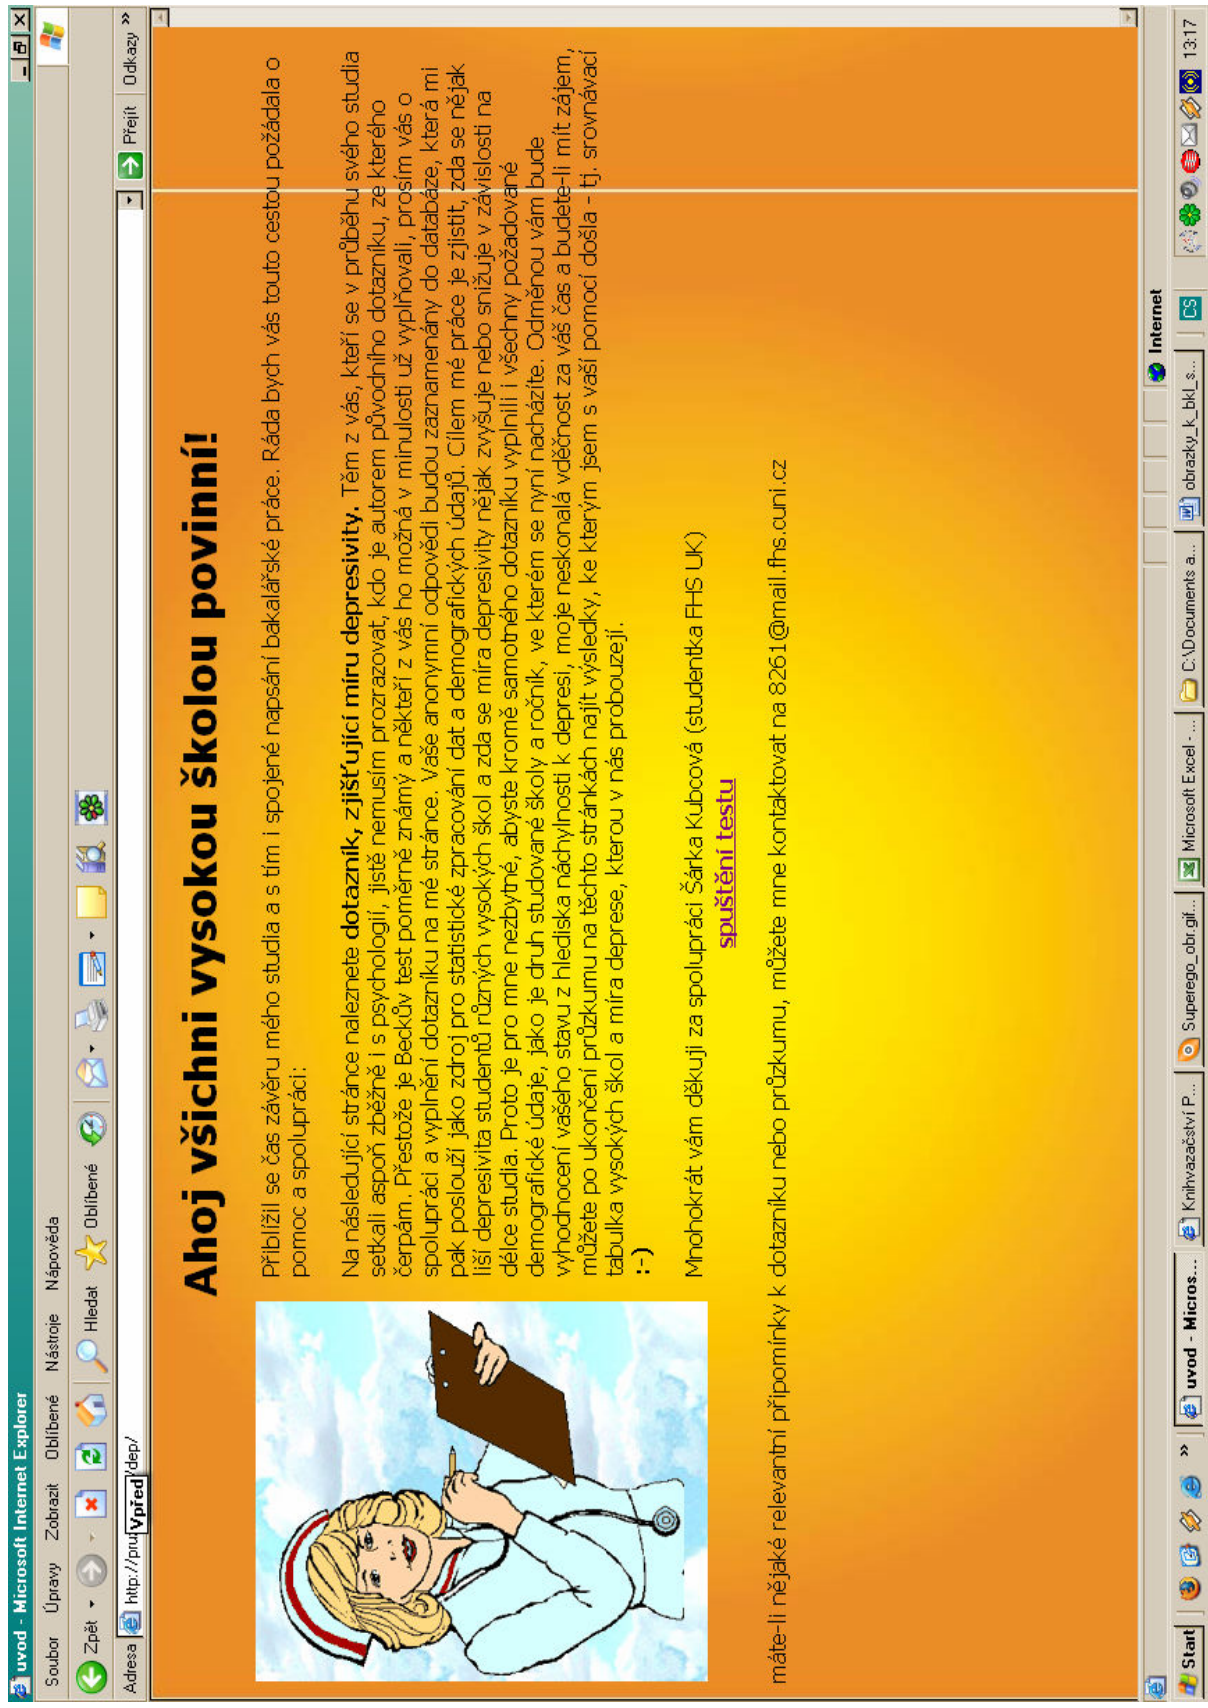 uvod - Microsoft Internet Explorer
Soubor Úpravy Zobrazit Oblíbené Nástroje Nápověda
Zpět Hledat Oblíbené
Adresa http://pru /dep/ Přejít Odkazy »
Vpřed
Ahoj všichni vysokou školou povinní!
Přiblížil se čas závěru mého studia a s tím i spojené napsání bakalářské práce. Ráda bych vás touto cestou požádala o
pomoc a spolupráci:
Na následující stránce naleznete dotazník, zjišťující míru depresivity. Těm z vás, kteří se v průběhu svého studia
setkali aspoň zběžně i s psychologií, jistě nemusím prozrazovat, kdo je autorem původního dotazníku, ze kterého
čerpám. Přestože je Beckův test poměrně známý a někteří z vás ho možná v minulosti už vyplňovali, prosím vás o
spolupráci a vyplnění dotazníku na mé stránce. Vaše anonymní odpovědi budou zaznamenány do databáze, která mi
pak poslouží jako zdroj pro statistické zpracování dat a demografických údajů. Cílem mé práce je zjistit, zda se nějak
liší depresivita studentů různých vysokých škol a zda se míra depresivity nějak zvyšuje nebo snižuje v závislosti na
délce studia. Proto je pro mne nezbytné, abyste kromě samotného dotazníku vyplnili i všechny požadované
demografické údaje, jako je druh studované školy a ročník, ve kterém se nyní nacházíte. Odměnou vám bude
vyhodnocení vašeho stavu z hlediska náchylnosti k depresi, moje neskonalá vděčnost za váš čas a budete-li mít zájem,
můžete po ukončení průzkumu na těchto stránkách najít výsledky, ke kterým jsem s vaší pomocí došla - tj. srovnávací
tabulka vysokých škol a míra deprese, kterou v nás probouzejí.
:-)
Mnohokrát vám děkuji za spolupráci Šárka Kubcová (studentka FHS UK)
spuštění testu
máte-li nějaké relevantní připomínky k dotazníku nebo průzkumu, můžete mne kontaktovat na 8261@mail.fhs.cuni.cz
Internet
Start » uvod - Micros... Knihvazačství P... Superego_obr.gif... Microsoft Excel - ... C:\Documents a... obrazky_k_bkl_s... CS 13:17